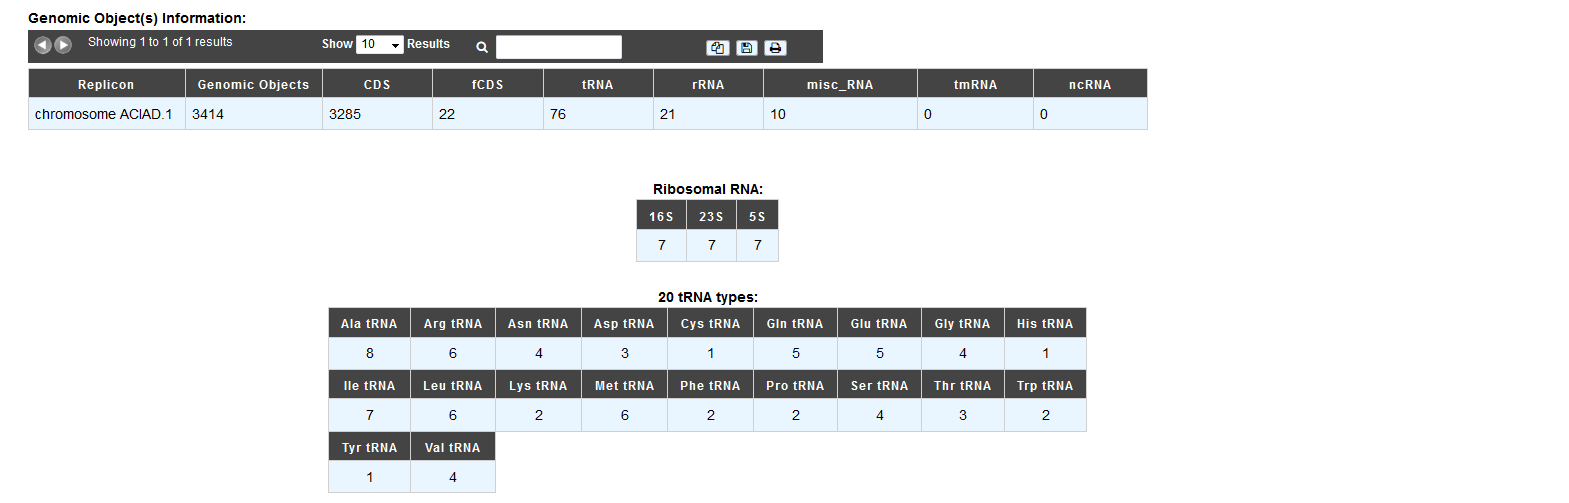 Genomic Object(s) Information:
Showing 1 to 1 of 1 results Show 10 Results
Replicon Genomic Objects CDS fCDS tRNA rRNA misc_RNA tmRNA ncRNA
chromosome ACIAD.1 3414 3285 22 76 21 10 0 0
Ribosomal RNA:
16S 23S 5S
7 7 7
20 tRNA types:
Ala tRNA Arg tRNA Asn tRNA Asp tRNA Cys tRNA Gln tRNA Glu tRNA Gly tRNA His tRNA
8 6 4 3 1 5 5 4 1
Ile tRNA Leu tRNA Lys tRNA Met tRNA Phe tRNA Pro tRNA Ser tRNA Thr tRNA Trp tRNA
7 6 2 6 2 2 4 3 2
Tyr tRNA Val tRNA
1 4